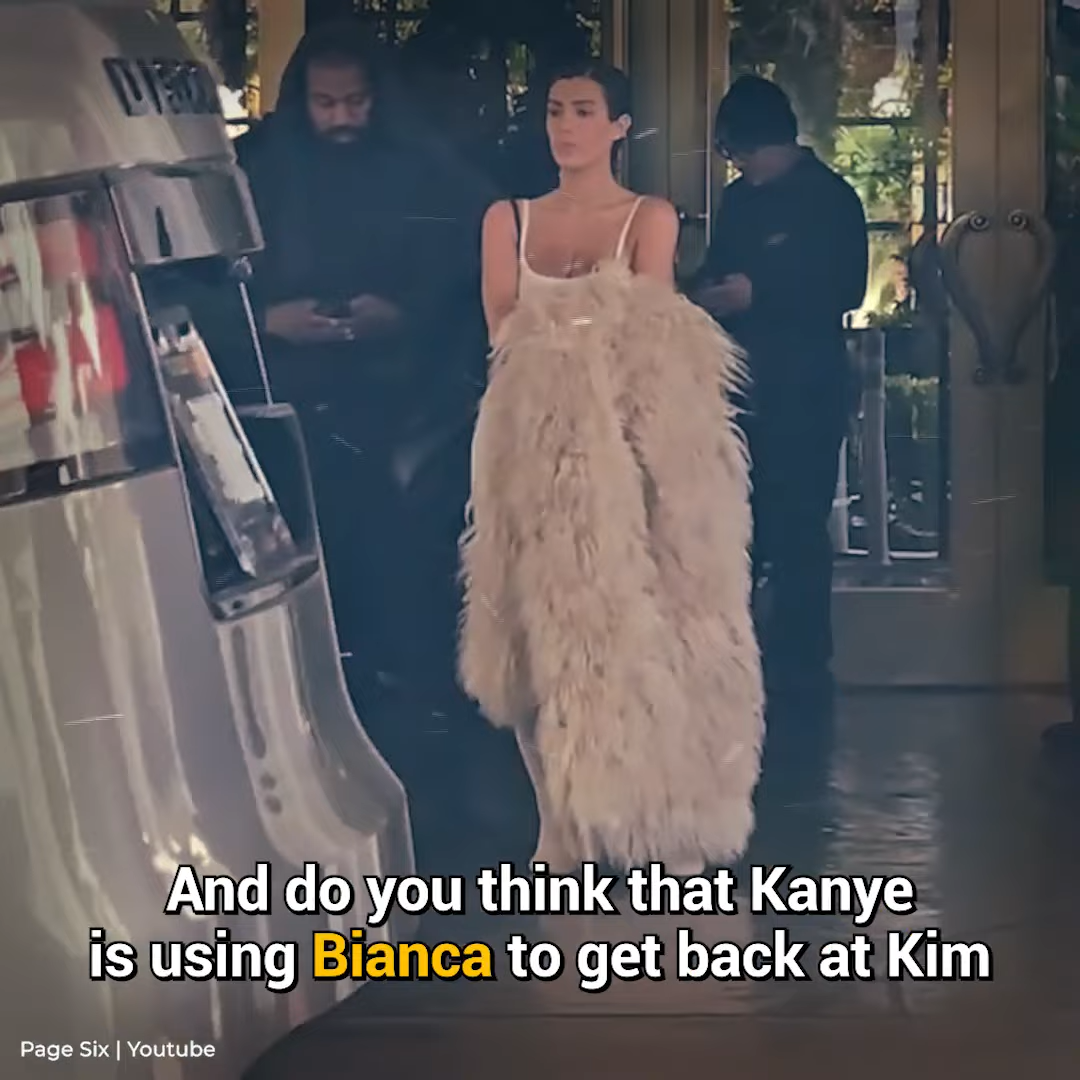 And do you think that Kanye
is using Bianca to get back at Kim
Page Six | Youtube